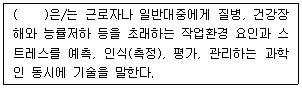 (    )은/는 근로자나 일반대중에게 질병, 건강장
해와 능률저하 등을 초래하는 작업환경 요인과 스
트레스를 예측, 인식(측정), 평가, 관리하는 과학
인 동시에 기술을 말한다.